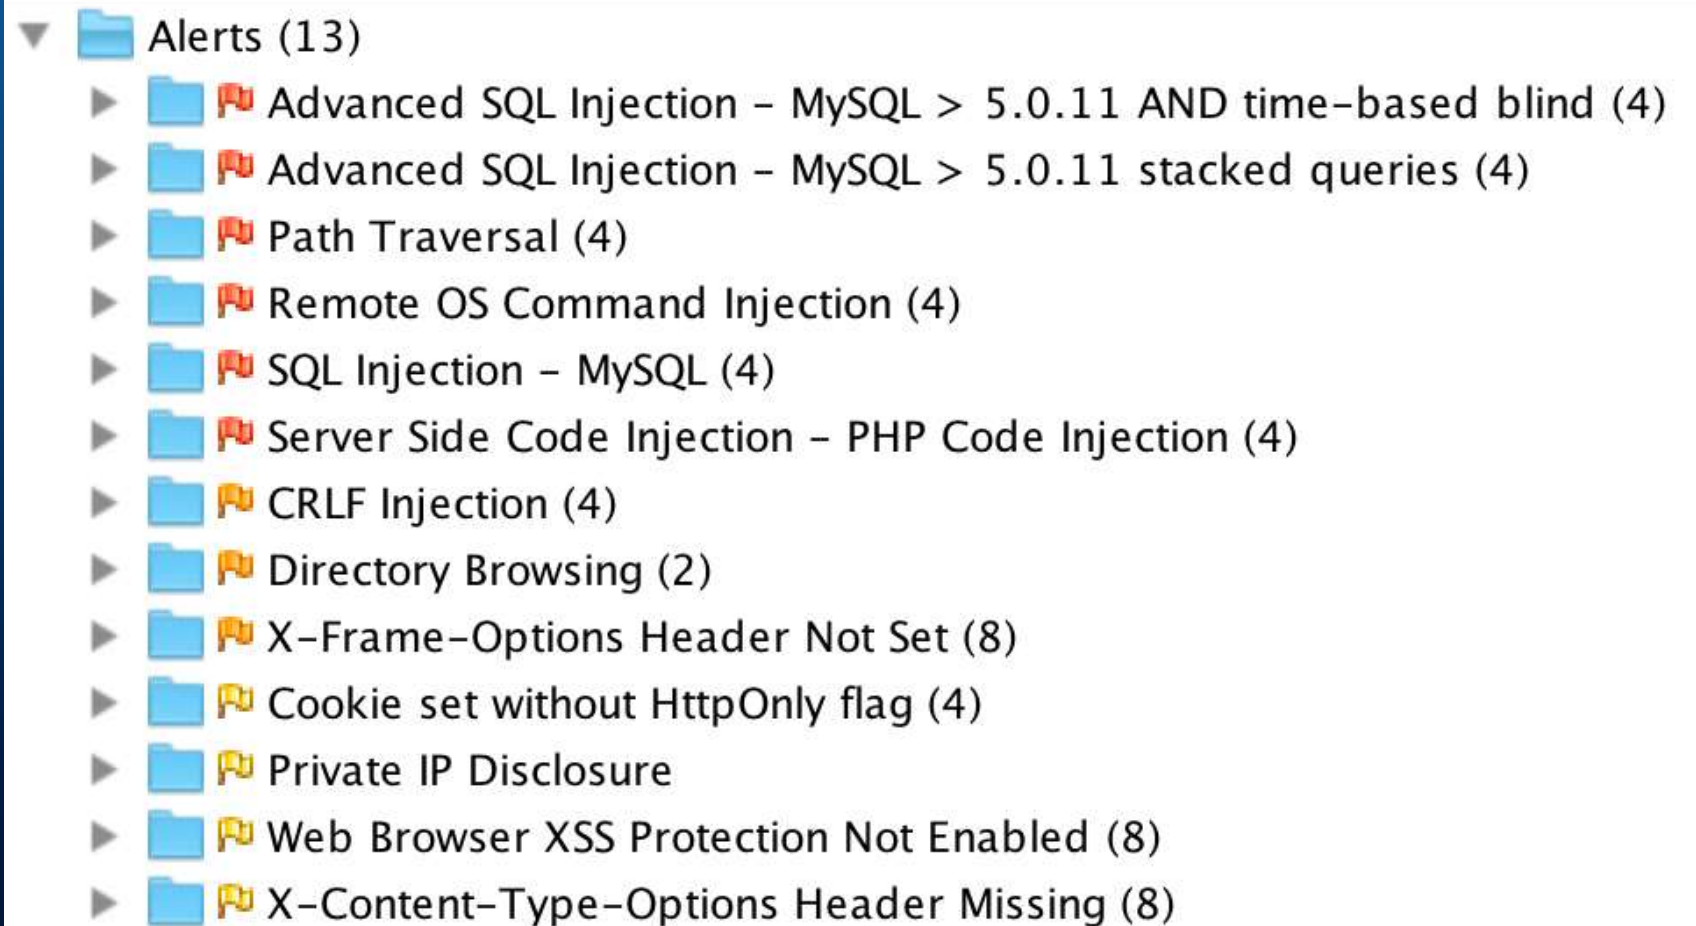 Alerts (13)
Advanced SQL Injection – MySQL > 5.0.11 AND time–based blind (4)
Advanced SQL Injection – MySQL > 5.0.11 stacked queries (4)
Path Traversal (4)
Remote OS Command Injection (4)
SQL Injection – MySQL (4)
Server Side Code Injection – PHP Code Injection (4)
CRLF Injection (4)
Directory Browsing (2)
X–Frame–Options Header Not Set (8)
Cookie set without HttpOnly flag (4)
Private IP Disclosure
Web Browser XSS Protection Not Enabled (8)
X–Content–Type–Options Header Missing (8)